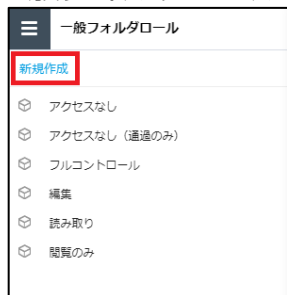 一般フォルダロール
新規作成
アクセスなし
アクセスなし（通過のみ）
フルコントロール
編集
読み取り
閲覧のみ